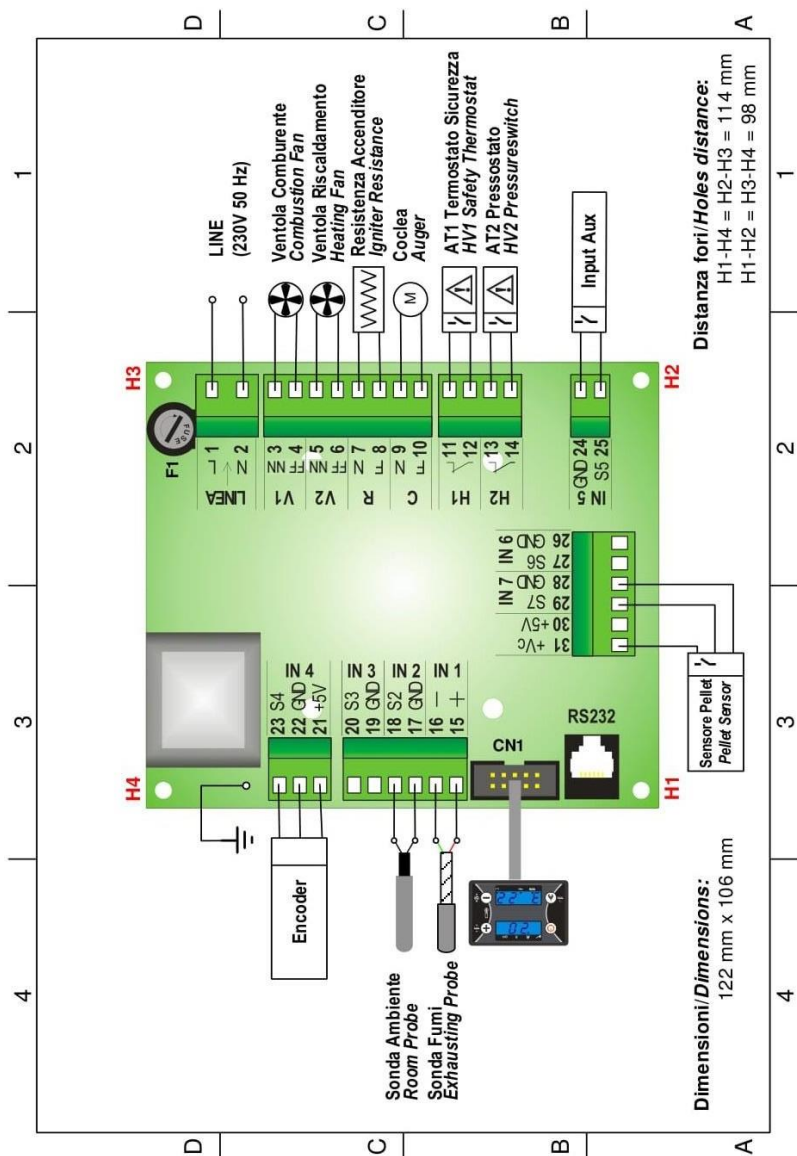 D
C
B
A
1
2
3
4
1
2
3
4
D
C
B
A
LINE
(230V 50 Hz)
Ventola Comburente
Combustion Fan
Ventola Riscaldamento
Heating Fan
Resistenza Accenditore
Igniter Resistance
Coclea
Auger
M
AT1 Termostato Sicurezza
HV1 Safety Thermostat
AT2 Pressostato
HV2 Pressureswitch
Input Aux
Distanza fori/Holes distance:
H1-H4 = H2-H3 = 114 mm
H1-H2 = H3-H4 = 98 mm
H3
H2
F1
FUSE
LINEA
L 1
N 2
V1
NN 3
FF 4
V2
NN 5
FF 6
R
N 7
F 8
C
N 9
F 10
H1
11
12
H2
13
14
IN 5
GND 24
S5 25
IN 6
26 GND
27 S6
IN 7
28 GND
29 S7
30 +5V
31 +Vc
IN 4
23 S4
22 GND
21 +5V
IN 3
20 S3
19 GND
IN 2
18 S2
17 GND
IN 1
16 −
15 +
CN1
RS232
H4
H1
Sensore Pellet
Pellet Sensor
Encoder
Sonda Ambiente
Room Probe
Sonda Fumi
Exhausting Probe
Dimensioni/Dimensions:
122 mm x 106 mm